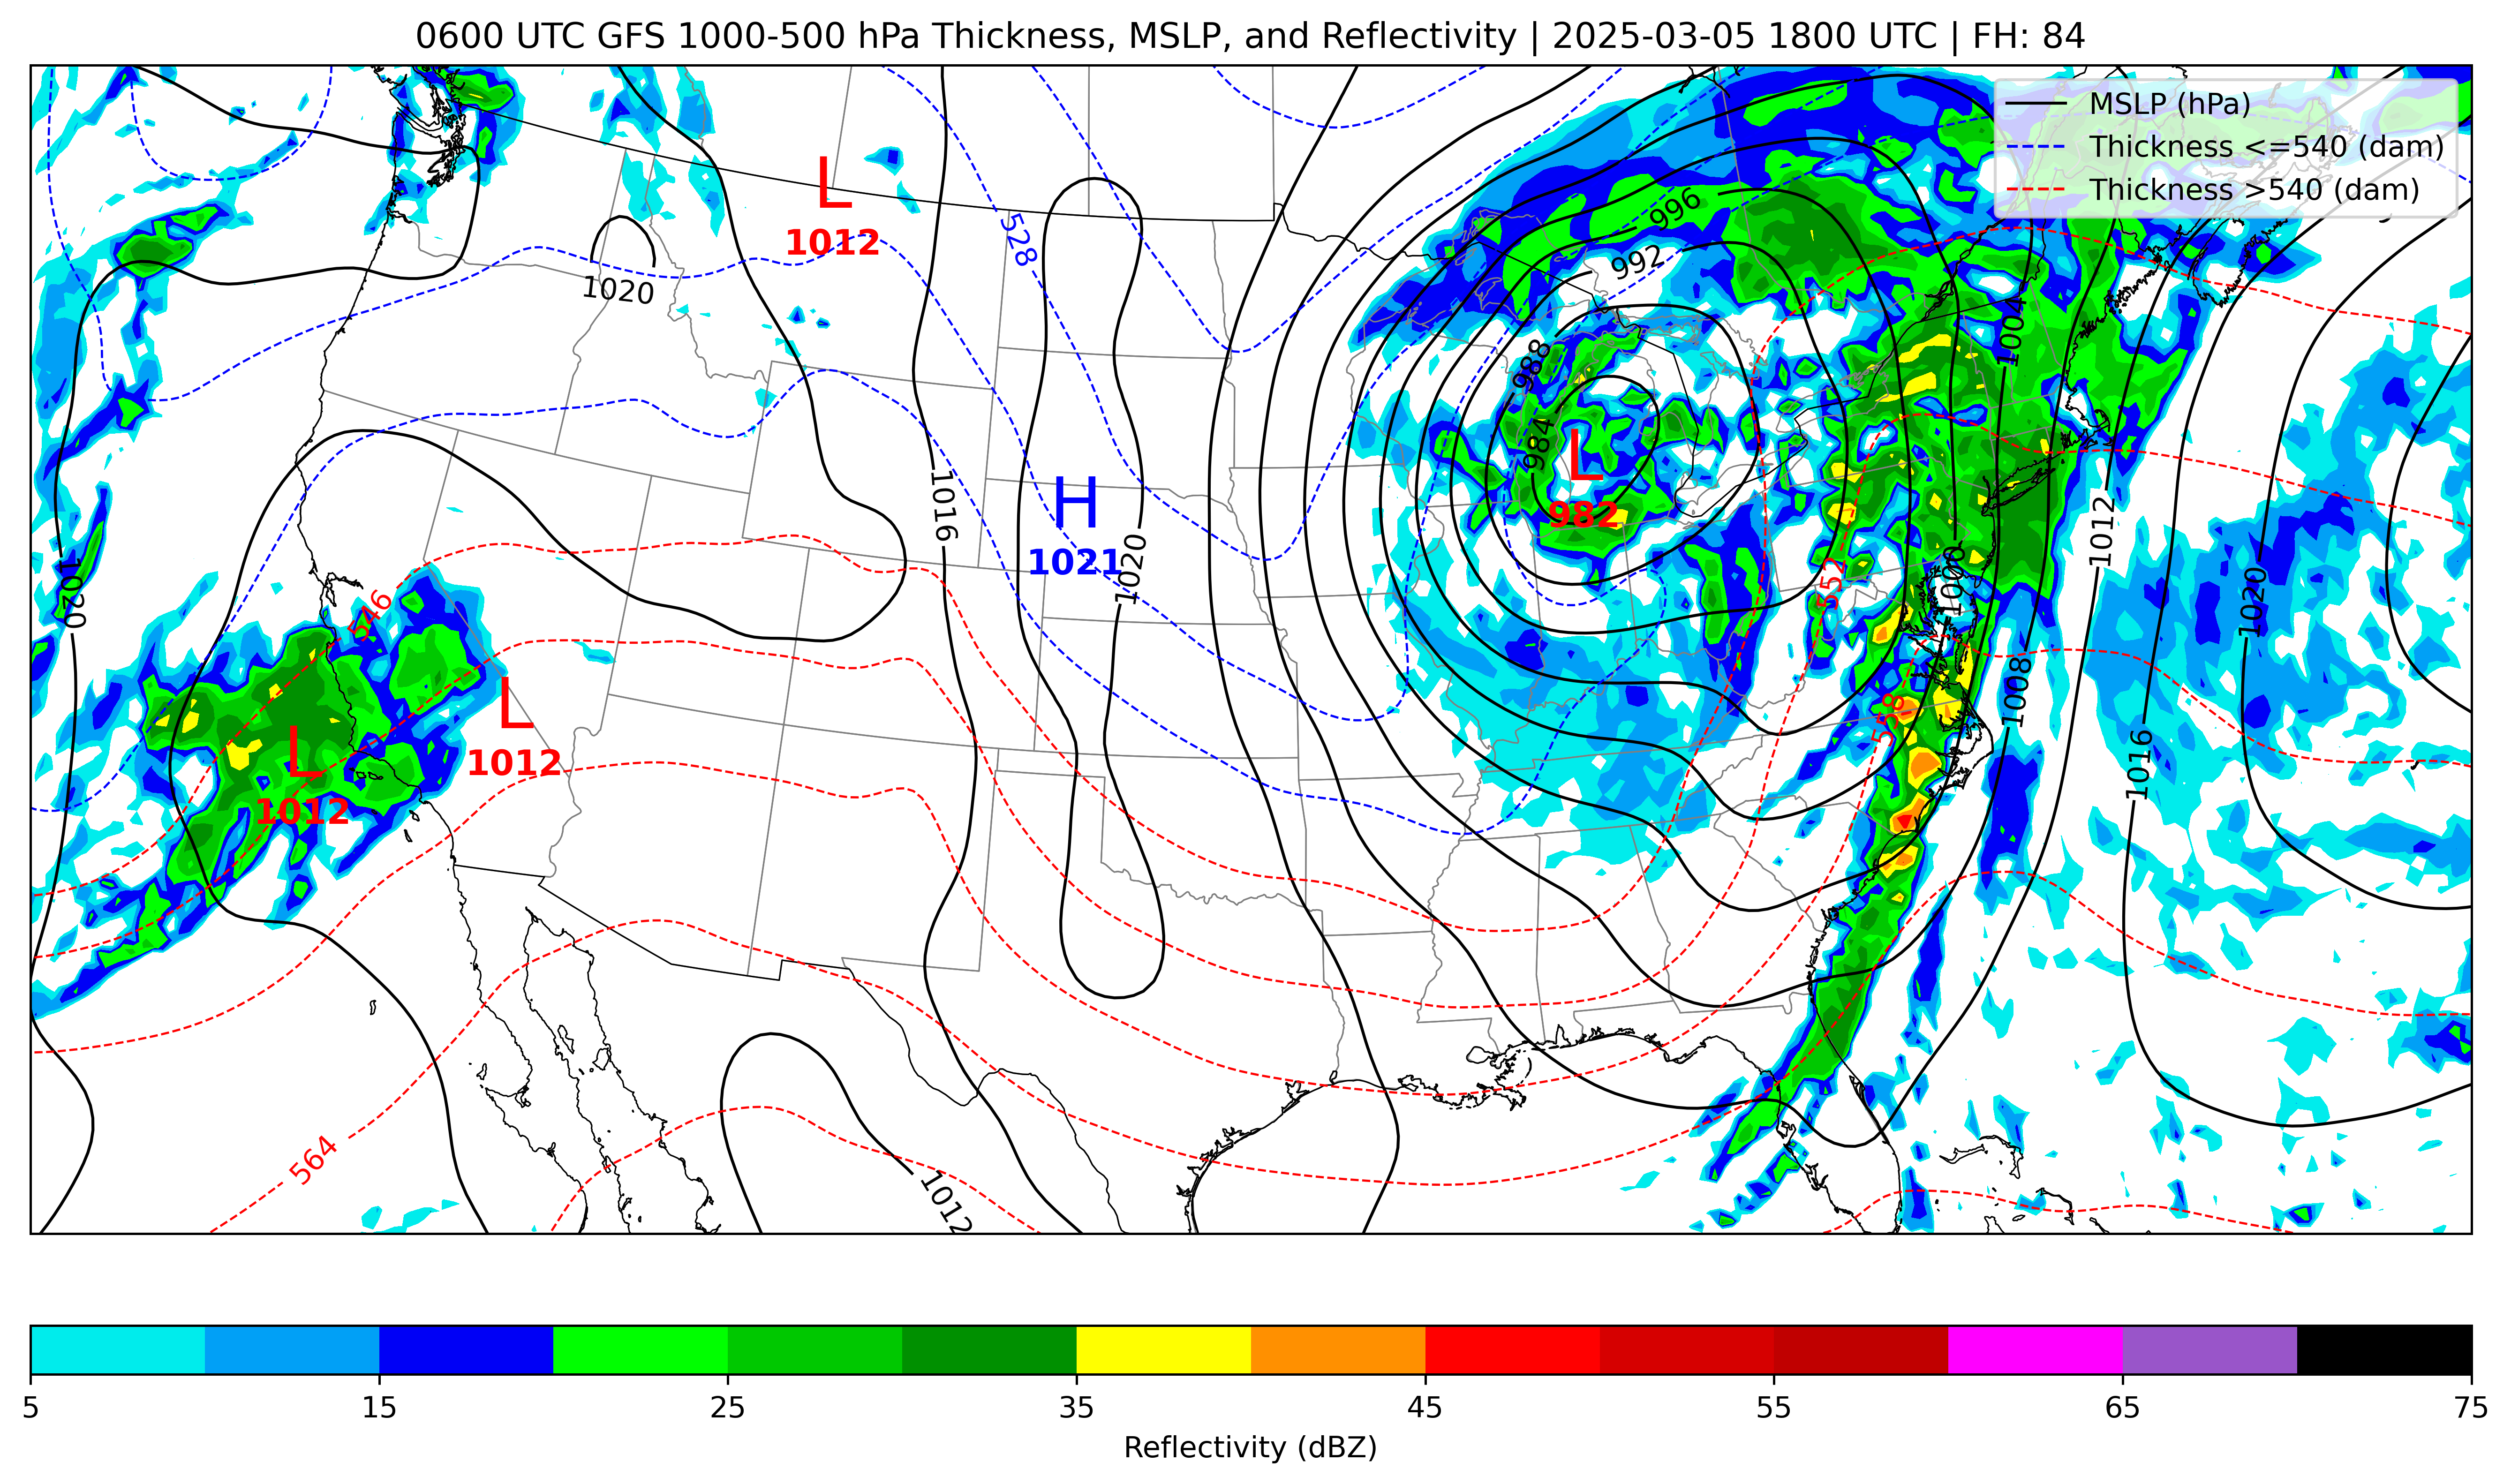 0600 UTC GFS 1000-500 hPa Thickness, MSLP, and Reflectivity | 2025-03-05 1800 UTC | FH: 84
MSLP (hPa)
Thickness <=540 (dam)
Thickness >540 (dam)
L
1012
996
528
992
1020
1004
988
984
L
982
H
1021
1016
1020
1012
1000
552
546
1020
1020
L
1012
1008
558
L
1012
1016
564
1012
5 15 25 35 45 55 65 75
Reflectivity (dBZ)